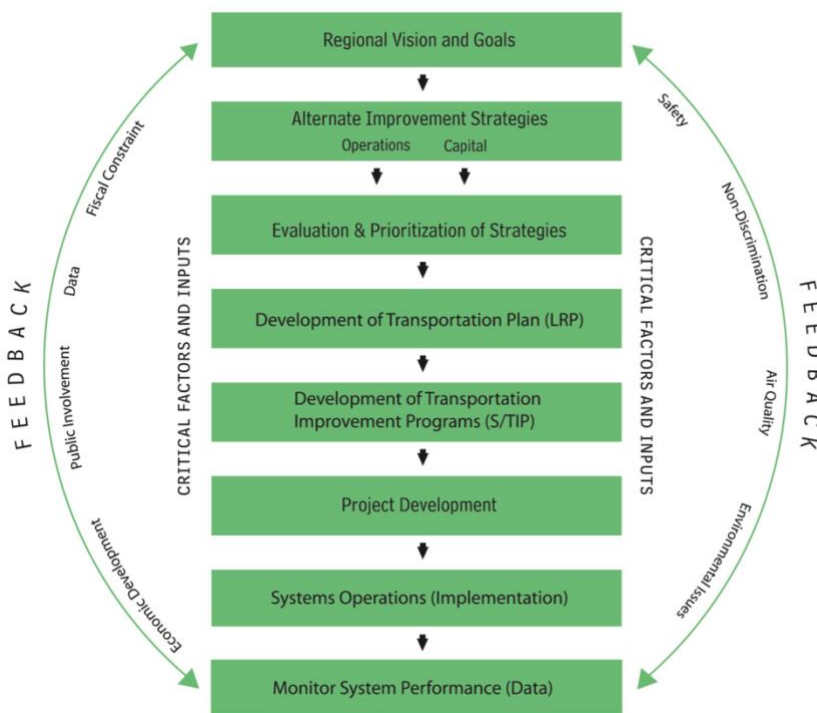 Regional Vision and Goals
Alternate Improvement Strategies
Operations Capital
Evaluation & Prioritization of Strategies
Development of Transportation Plan (LRP)
Development of Transportation
Improvement Programs (S/TIP)
Project Development
Systems Operations (Implementation)
Monitor System Performance (Data)
FEEDBACK
Fiscal Constraint
Data
Public Involvement
Economic Development
CRITICAL FACTORS AND INPUTS
CRITICAL FACTORS AND INPUTS
Safety
Non-Discrimination
Air Quality
Environmental Issues
FEEDBACK